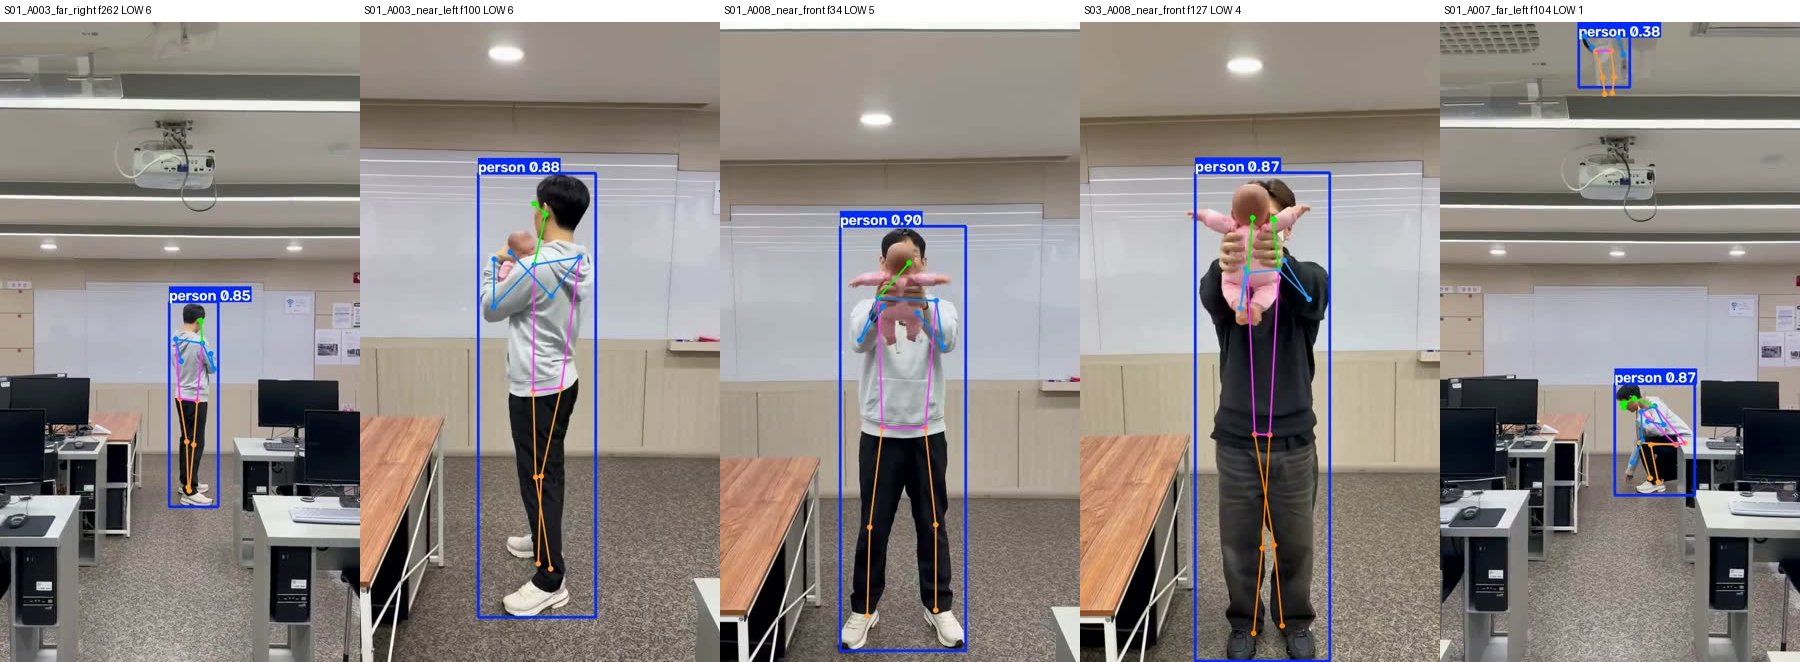 S01_A003_far_right f262 LOW 6
S01_A003_near_left f100 LOW 6
S01_A008_near_front f34 LOW 5
S03_A008_near_front f127 LOW 4
S01_A007_far_left f104 LOW 1
person 0.85
person 0.88
person 0.90
person 0.87
person 0.38
person 0.87